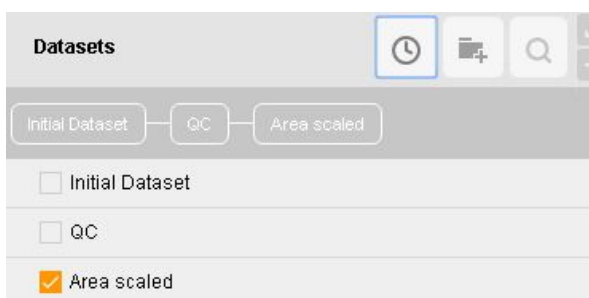 Datasets
Initial Dataset QC Area scaled
Initial Dataset
QC
Area scaled